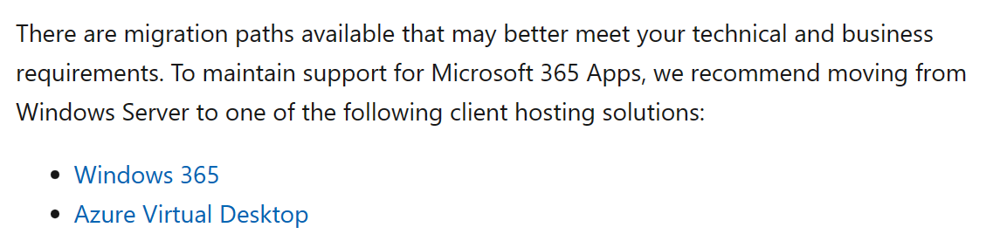 There are migration paths available that may better meet your technical and business
requirements. To maintain support for Microsoft 365 Apps, we recommend moving from
Windows Server to one of the following client hosting solutions:
• Windows 365
• Azure Virtual Desktop